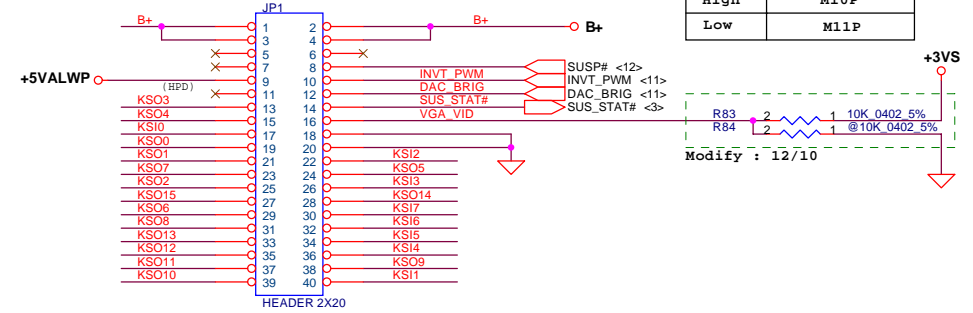 JP1
B+ 1 2 B+ B+
3 4
5 6
7 8 SUSP# <12>
+5VALWP 9 10 INVT_PWM INVT_PWM <11>
(HPD) 11 12 DAC_BRIG DAC_BRIG <11>
KSO3 13 14 SUS_STAT# SUS_STAT# <3>
KSO4 15 16 VGA_VID
KSI0 17 18
KSO0 19 20
KSO1 21 22 KSI2
KSO7 23 24 KSO5
KSO2 25 26 KSI3
KSO15 27 28 KSO14
KSO6 29 30 KSI7
KSO8 31 32 KSI6
KSO13 33 34 KSI5
KSO12 35 36 KSI4
KSO11 37 38 KSO9
KSO10 39 40 KSI1
HEADER 2X20
High M10P
Low M11P
+3VS
R83 2 1 10K_0402_5%
R84 2 1 @10K_0402_5%
Modify : 12/10